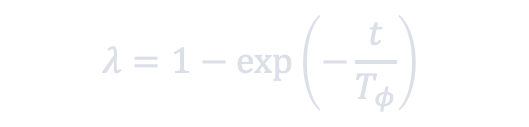 λ = 1 − exp(−t/T_ϕ)